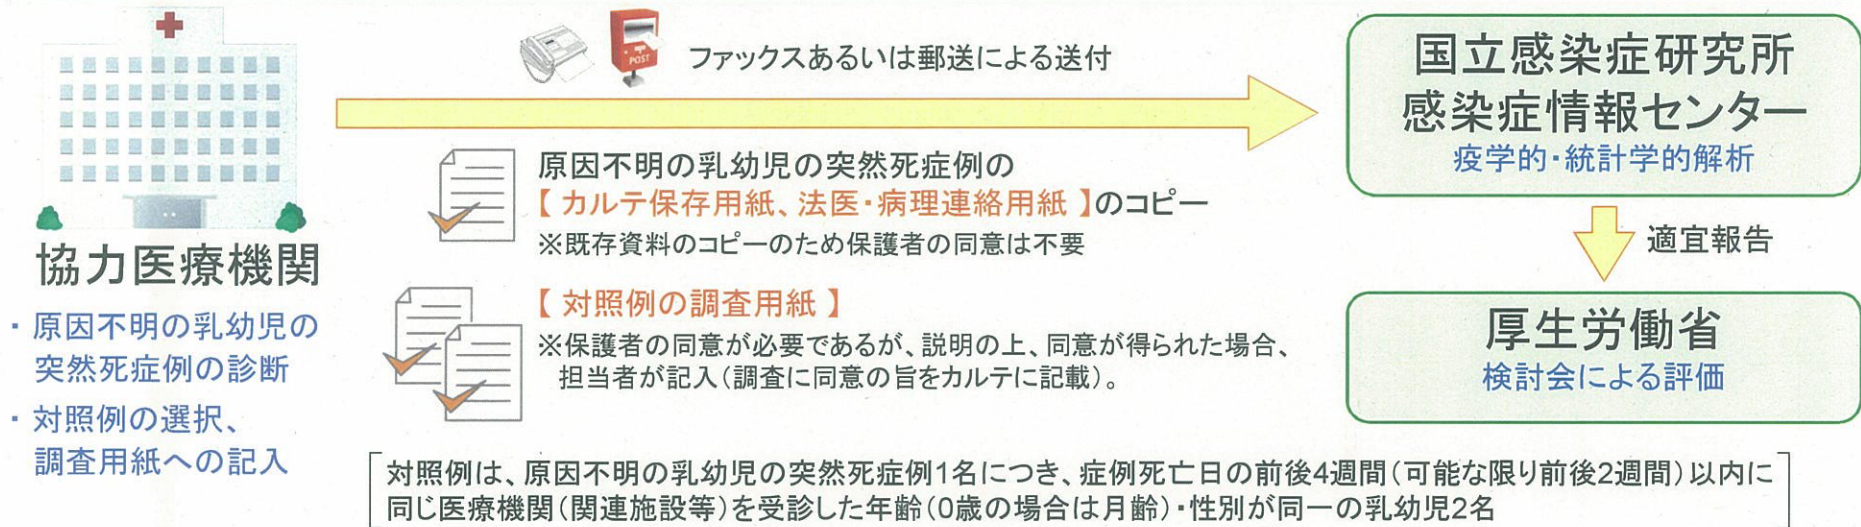 ファックスあるいは郵送による送付
POST
原因不明の乳幼児の突然死症例の
【 カルテ保存用紙、法医・病理連絡用紙 】のコピー
※既存資料のコピーのため保護者の同意は不要
【 対照例の調査用紙 】
※保護者の同意が必要であるが、説明の上、同意が得られた場合、
担当者が記入（調査に同意の旨をカルテに記載）。
協力医療機関
・ 原因不明の乳幼児の
突然死症例の診断
・ 対照例の選択、
調査用紙への記入
国立感染症研究所
感染症情報センター
疫学的・統計学的解析
適宜報告
厚生労働省
検討会による評価
対照例は、原因不明の乳幼児の突然死症例1名につき、症例死亡日の前後4週間（可能な限り前後2週間）以内に
同じ医療機関（関連施設等）を受診した年齢（0歳の場合は月齢）・性別が同一の乳幼児2名